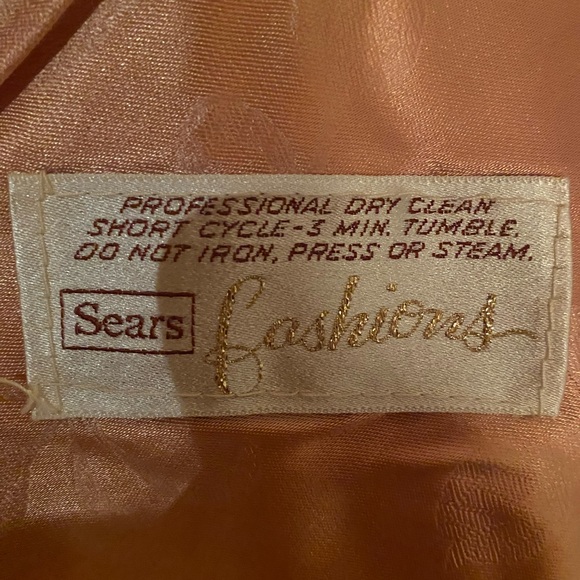 PROFESSIONAL DRY CLEAN
SHORT CYCLE-3 MIN. TUMBLE.
DO NOT IRON, PRESS OR STEAM.
Sears fashions